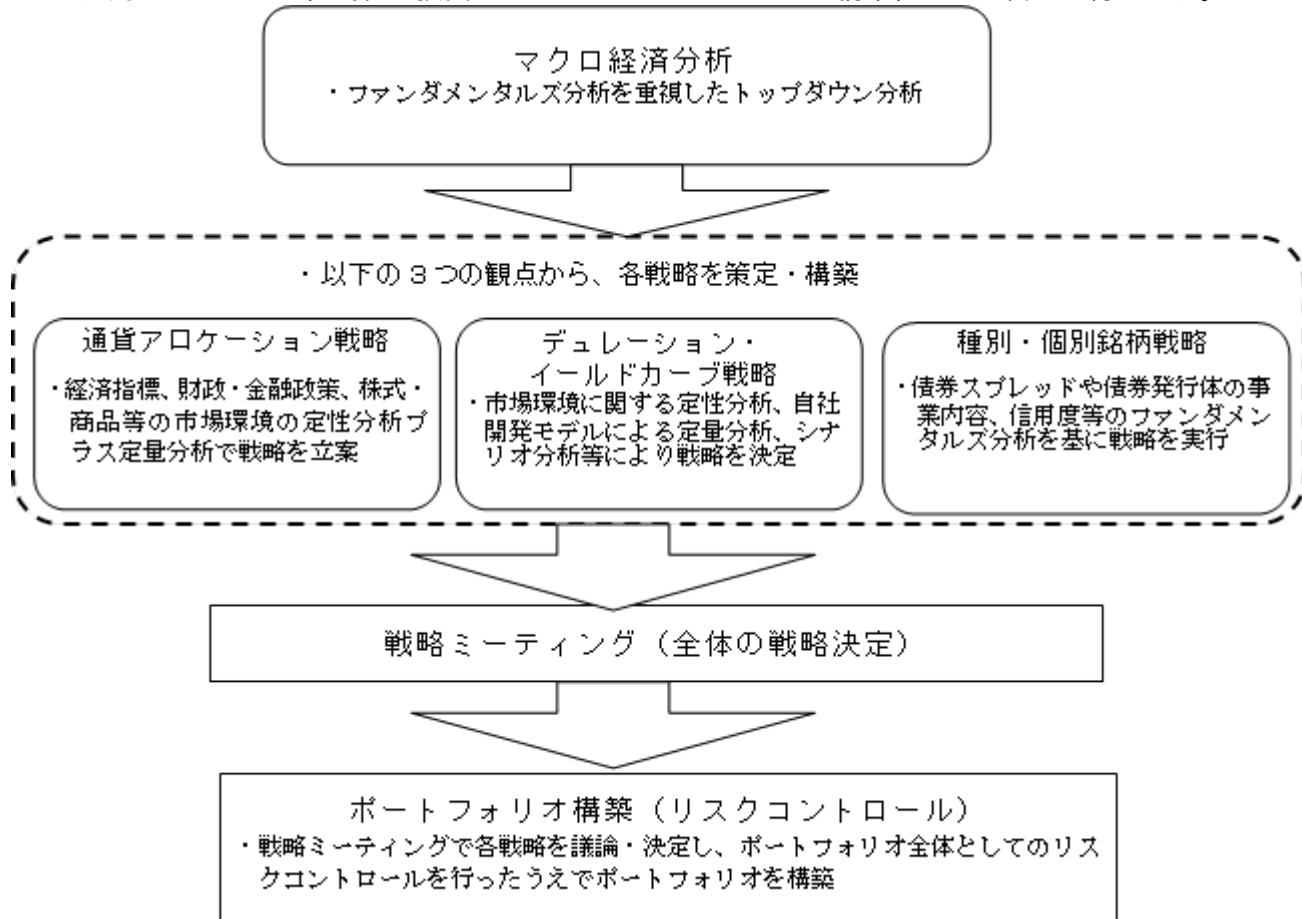 マクロ経済分析
・ファンダメンタルズ分析を重視したトップダウン分析
・以下の3つの観点から、各戦略を策定・構築
通貨アロケーション戦略
・経済指標、財政・金融政策、株式・
商品等の市場環境の定性分析プ
ラス定量分析で戦略を立案
デュレーション・
イールドカーブ戦略
・市場環境に関する定性分析、自社
開発モデルによる定量分析、シナ
リオ分析等により戦略を決定
種別・個別銘柄戦略
・債券スプレッドや債券発行体の事
業内容、信用度等のファンダメン
タルズ分析を基に戦略を実行
戦略ミーティング（全体の戦略決定）
ポートフォリオ構築（リスクコントロール）
・戦略ミーティングで各戦略を議論・決定し、ポートフォリオ全体としてのリス
クコントロールを行ったうえでポートフォリオを構築